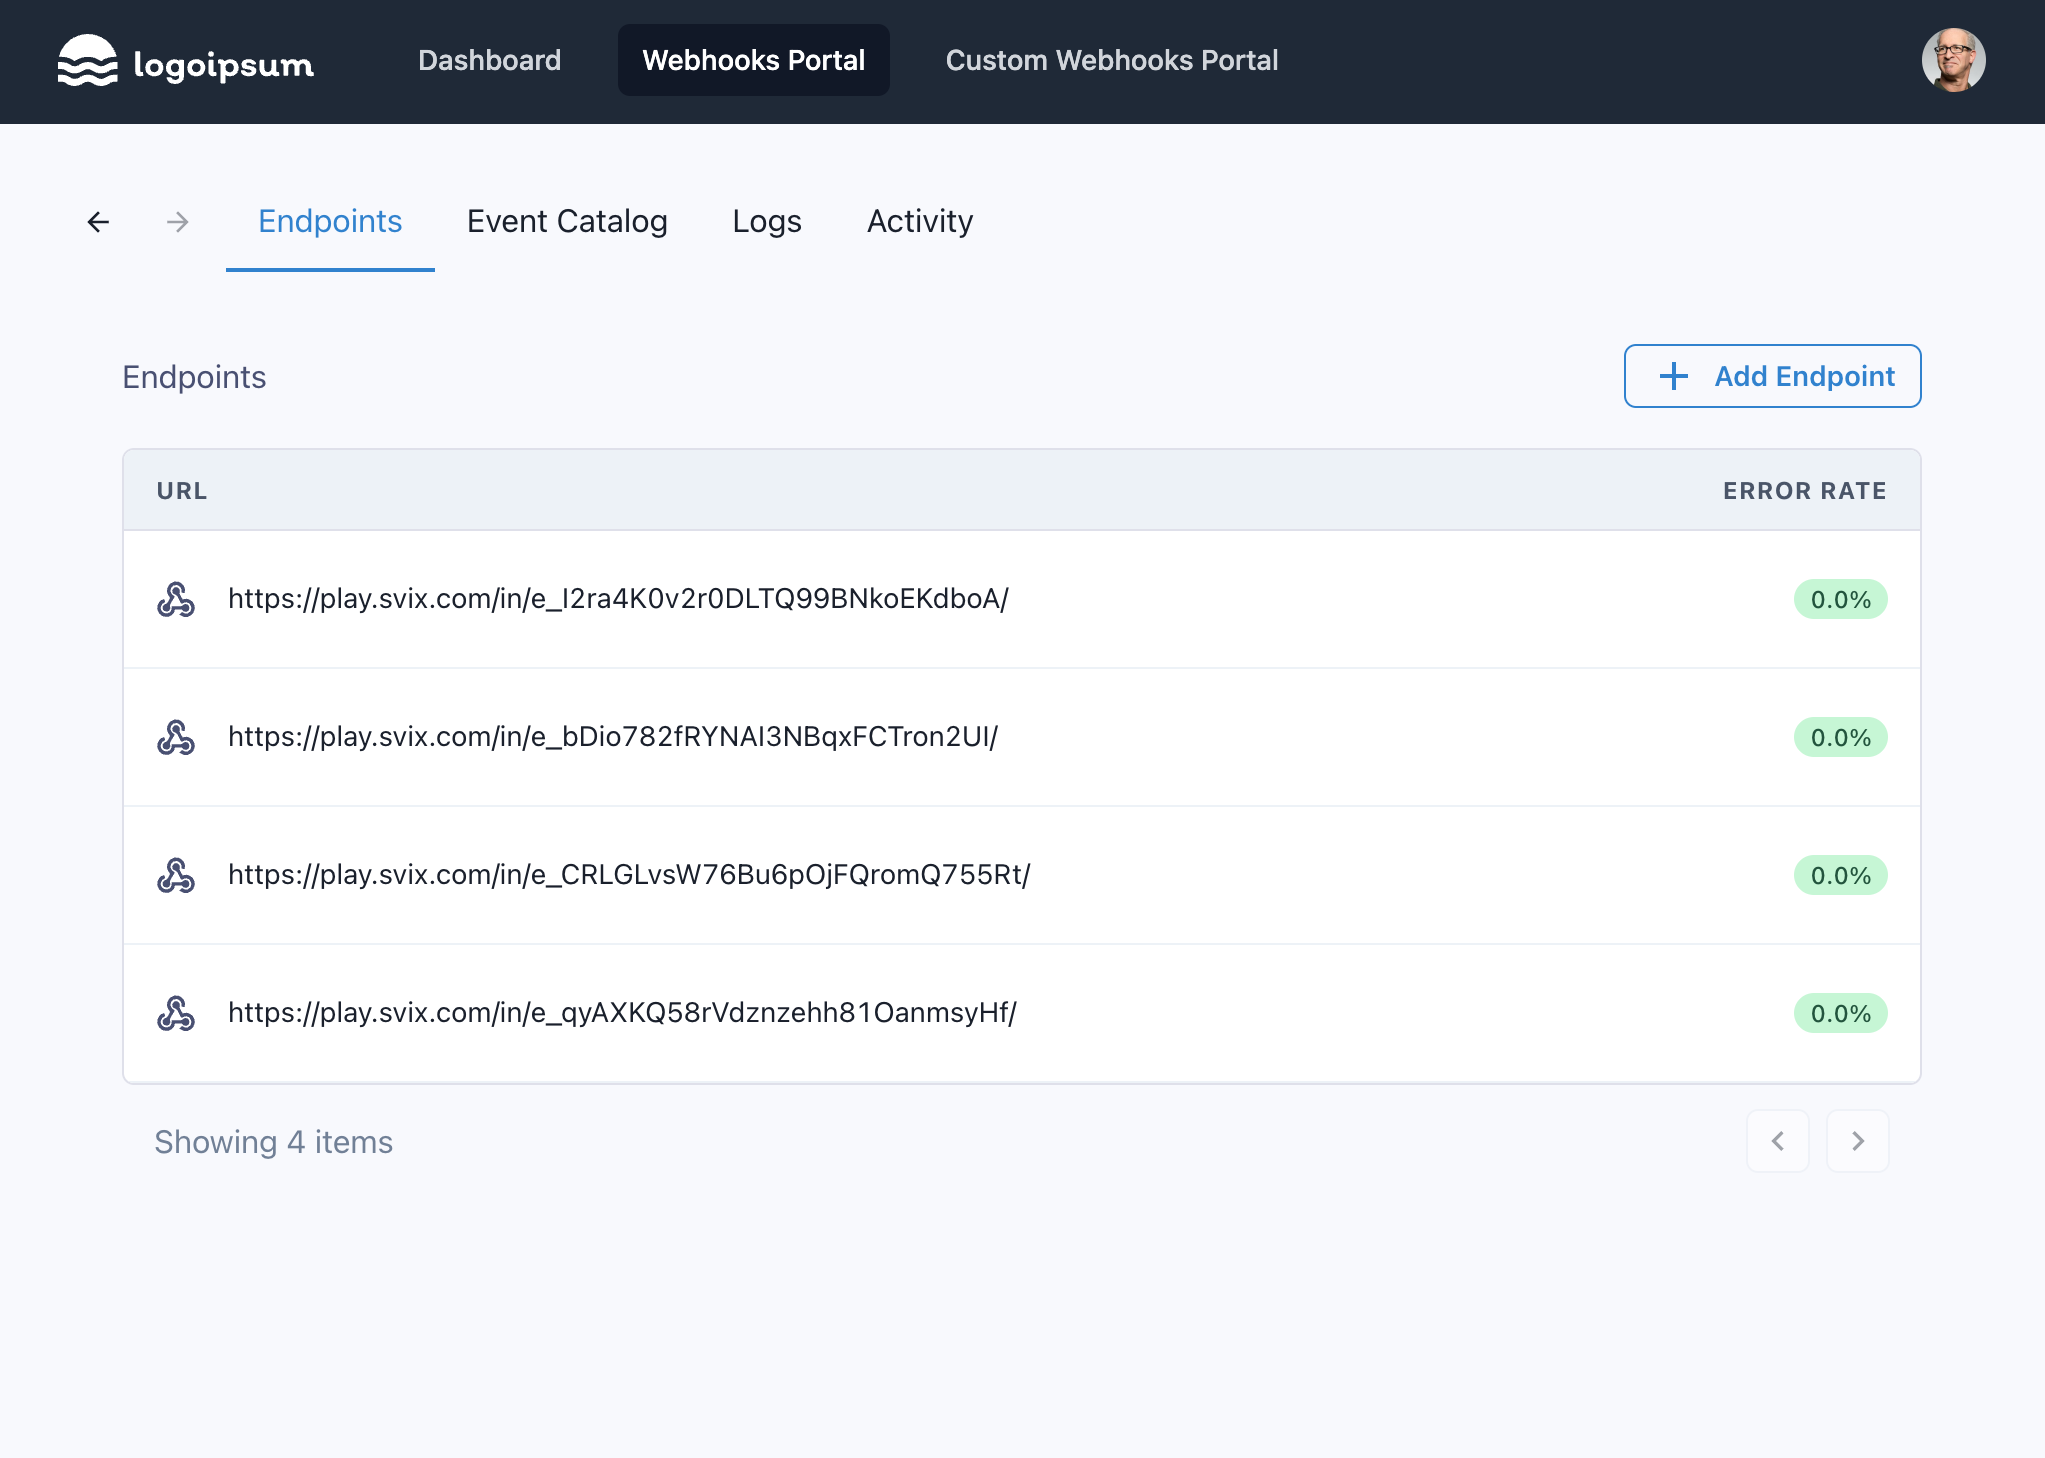 logoipsum Dashboard Webhooks Portal Custom Webhooks Portal
Endpoints Event Catalog Logs Activity
Endpoints Add Endpoint
URL ERROR RATE
https://play.svix.com/in/e_I2ra4K0v2r0DLTQ99BNkoEKdboA/ 0.0%
https://play.svix.com/in/e_bDio782fRYNAI3NBqxFCTron2UI/ 0.0%
https://play.svix.com/in/e_CRLGLvsW76Bu6pOjFQromQ755Rt/ 0.0%
https://play.svix.com/in/e_qyAXKQ58rVdznzehh81OanmsyHf/ 0.0%
Showing 4 items